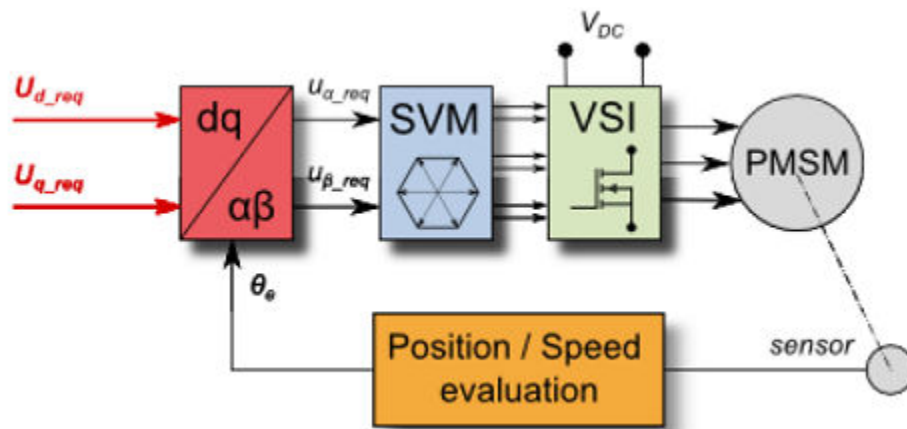 V_DC
U_d_req
u_α_req
dq
SVM
VSI
PMSM
U_q_req
u_β_req
αβ
θ_e
Position / Speed
evaluation
sensor